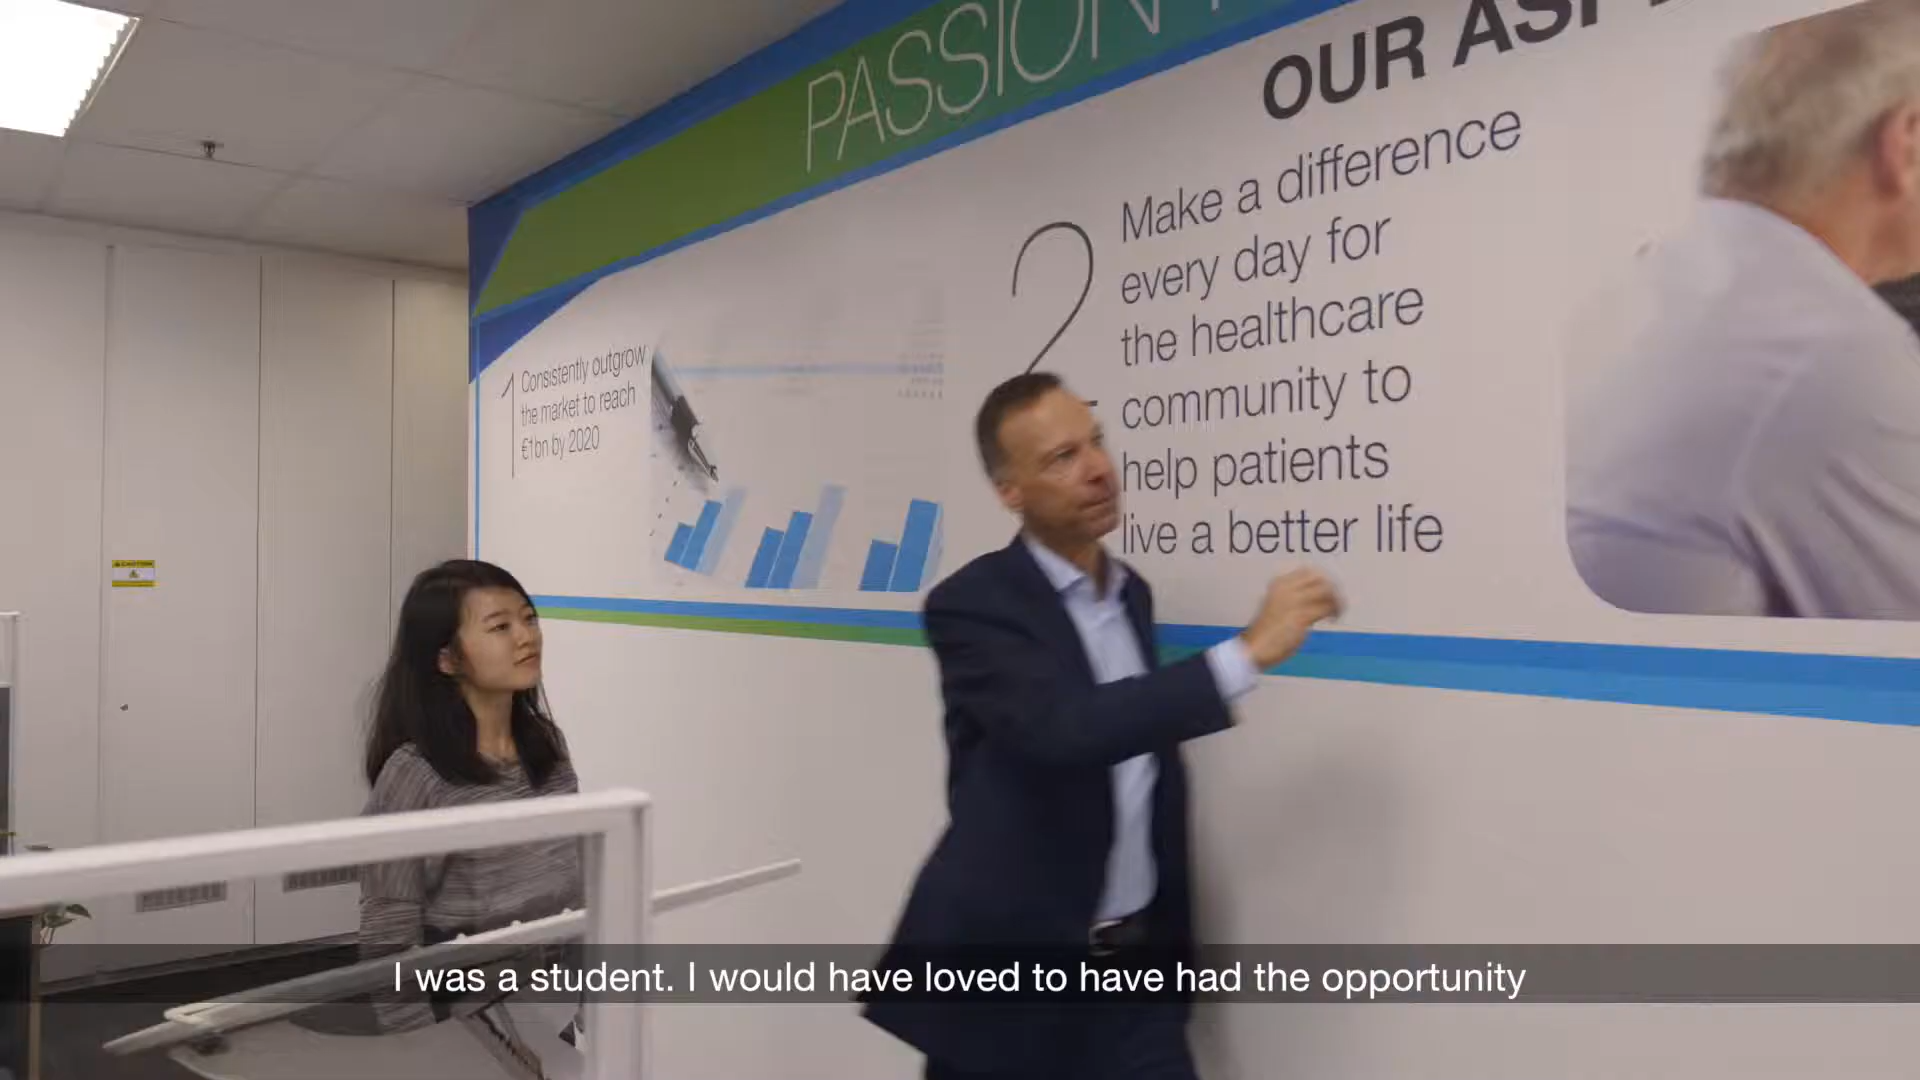 PASSION
OUR
1
Consistently outgrow
the market to reach
€1bn by 2020
2
Make a difference
every day for
the healthcare
community to
help patients
live a better life
CAUTION
I was a student. I would have loved to have had the opportunity